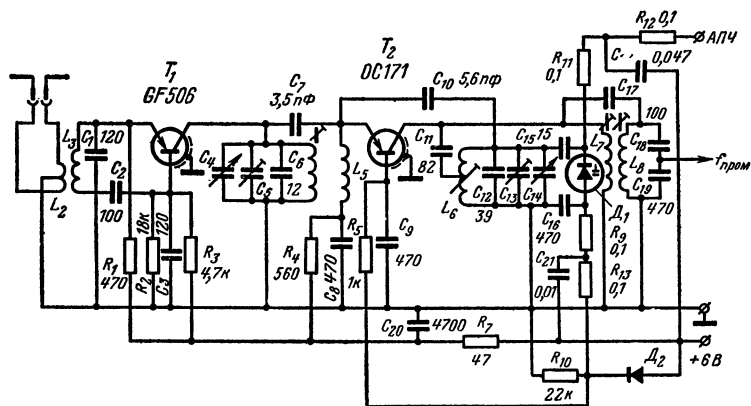 R12 0,1
АПЧ
T1
GF506
T2
OC171
R11
0,1
C..
0,047
C7
3,5пФ
C10
5,6пФ
C17
L3
C1
120
C11
C15
15
L7
100
C4
C6
C18
fпром
C5
12
L5
82
C12
C13
C14
L8
C19
C2
L6
39
Д1
470
L2
100
18к
120
R5
C16
470
R9
0,1
R1
470
R2
C3
R3
4,7к
R4
560
C8
470
1к
C9
470
C21
0,01
R13
0,1
C20
4700
R7
47
+6В
R10
22к
Д2